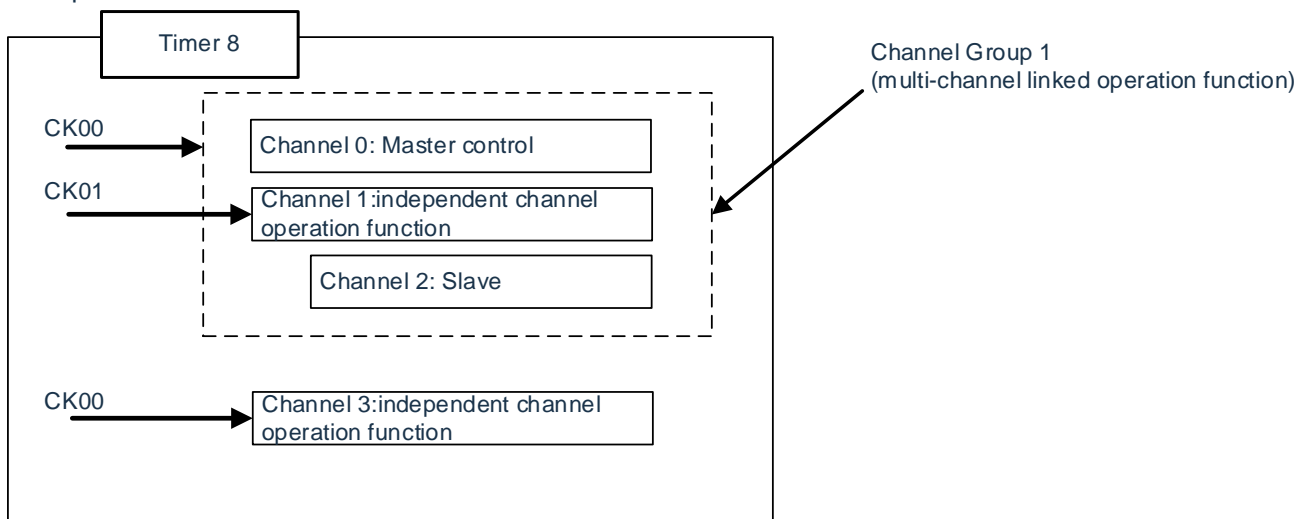 Timer 8
Channel Group 1
(multi-channel linked operation function)
CK00
Channel 0: Master control
CK01
Channel 1:independent channel
operation function
Channel 2: Slave
CK00
Channel 3:independent channel
operation function